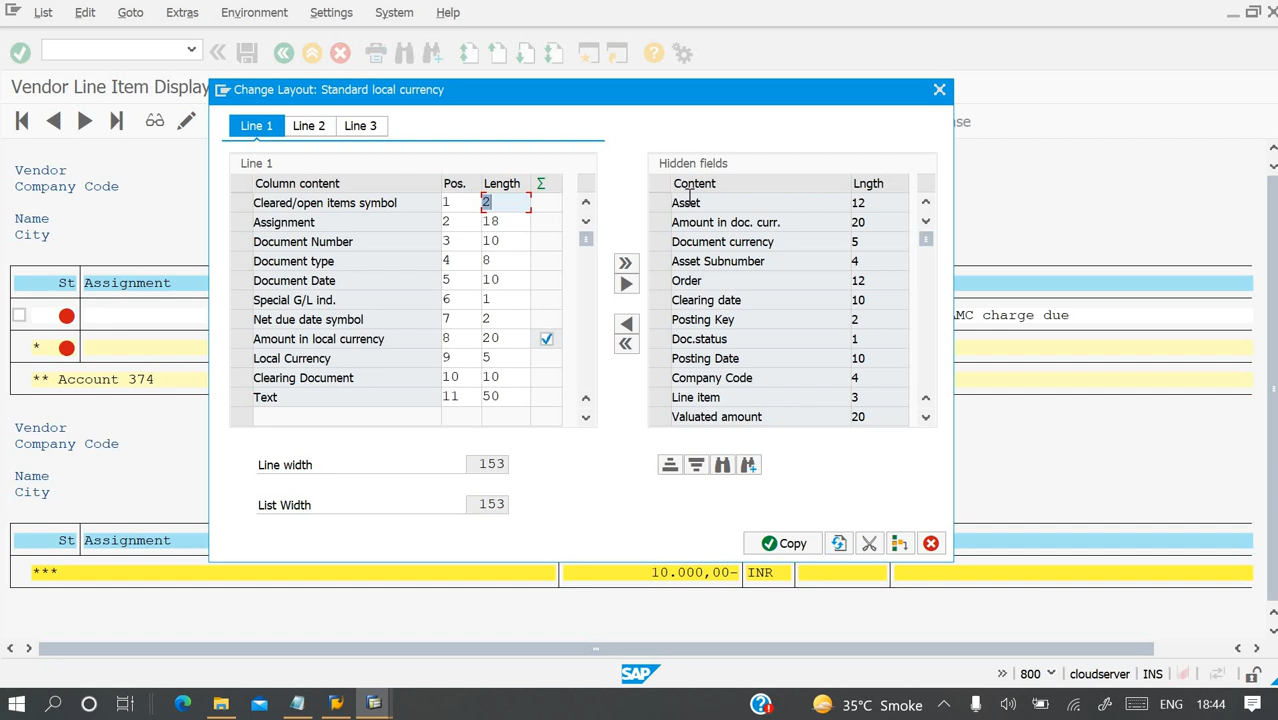 List Edit Goto Extras Environment Settings System Help
Vendor Line Item Display
Vendor
Company Code
Name
City
St Assignment
AMC charge due
*
** Account 374
Vendor
Company Code
Name
City
St Assignment
*** 10.000,00- INR
Change Layout: Standard local currency
Line 1 Line 2 Line 3
Line 1
Column content Pos. Length Σ
Cleared/open items symbol 1 2
Assignment 2 18
Document Number 3 10
Document type 4 8
Document Date 5 10
Special G/L ind. 6 1
Net due date symbol 7 2
Amount in local currency 8 20
Local Currency 9 5
Clearing Document 10 10
Text 11 50
Line width 153
List Width 153
Hidden fields
Content Lngth
Asset 12
Amount in doc. curr. 20
Document currency 5
Asset Subnumber 4
Order 12
Clearing date 10
Posting Key 2
Doc.status 1
Posting Date 10
Company Code 4
Line item 3
Valuated amount 20
Copy
SAP
800 cloudserver INS
35°C Smoke ENG 18:44